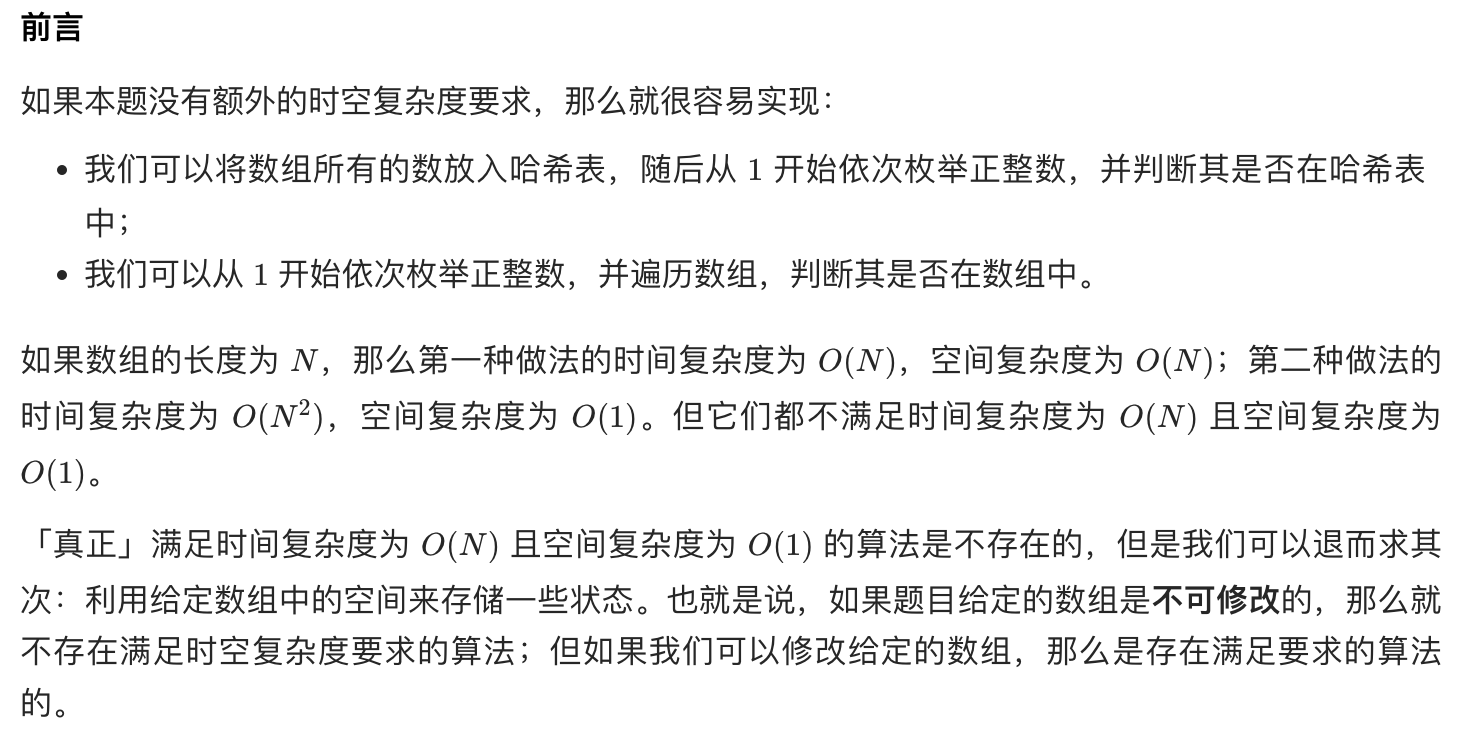 前言
如果本题没有额外的时空复杂度要求，那么就很容易实现：
• 我们可以将数组所有的数放入哈希表，随后从 1 开始依次枚举正整数，并判断其是否在哈希表
中；
• 我们可以从 1 开始依次枚举正整数，并遍历数组，判断其是否在数组中。
如果数组的长度为 N，那么第一种做法的时间复杂度为 O(N)，空间复杂度为 O(N)；第二种做法的
时间复杂度为 O(N²)，空间复杂度为 O(1)。但它们都不满足时间复杂度为 O(N) 且空间复杂度为
O(1)。
「真正」满足时间复杂度为 O(N) 且空间复杂度为 O(1) 的算法是不存在的，但是我们可以退而求其
次：利用给定数组中的空间来存储一些状态。也就是说，如果题目给定的数组是不可修改的，那么就
不存在满足时空复杂度要求的算法；但如果我们可以修改给定的数组，那么是存在满足要求的算法
的。